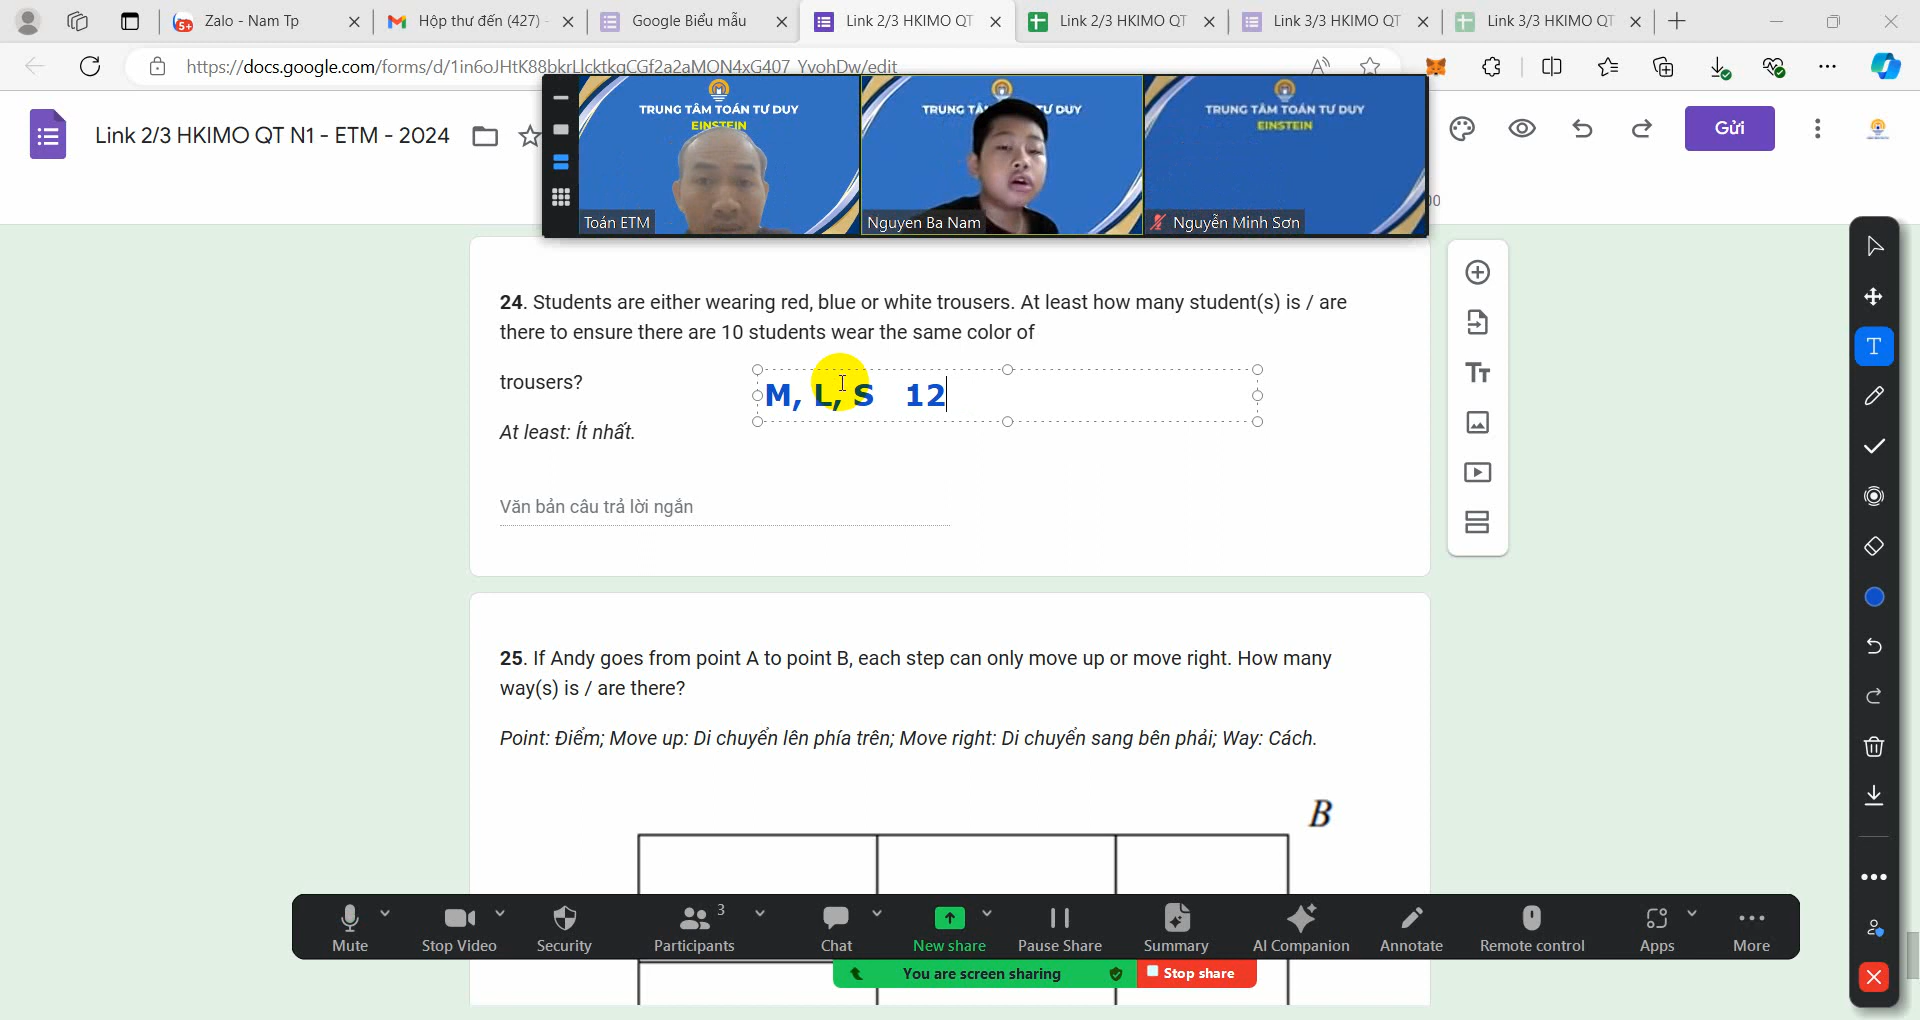 Zalo - Nam Tp
Hộp thư đến (427) -
Google Biểu mẫu
Link 2/3 HKIMO QT
Link 2/3 HKIMO QT
Link 3/3 HKIMO QT
Link 3/3 HKIMO QT
Link 2/3 HKIMO QT N1 - ETM - 2024
Gửi
TRUNG TÂM TOÁN TƯ DUY
EINSTEIN
Toán ETM
Nguyen Ba Nam
TRUNG TÂM TOÁN TƯ DUY
EINSTEIN
Nguyễn Minh Sơn
24. Students are either wearing red, blue or white trousers. At least how many student(s) is / are
there to ensure there are 10 students wear the same color of
trousers?
M, L, S 12
At least: Ít nhất.
Văn bản câu trả lời ngắn
25. If Andy goes from point A to point B, each step can only move up or move right. How many
way(s) is / are there?
Point: Điểm; Move up: Di chuyển lên phía trên; Move right: Di chuyển sang bên phải; Way: Cách.
B
Mute
Stop Video
Security
3
Participants
Chat
New share
Pause Share
Summary
AI Companion
Annotate
Remote control
Apps
More
You are screen sharing
Stop share